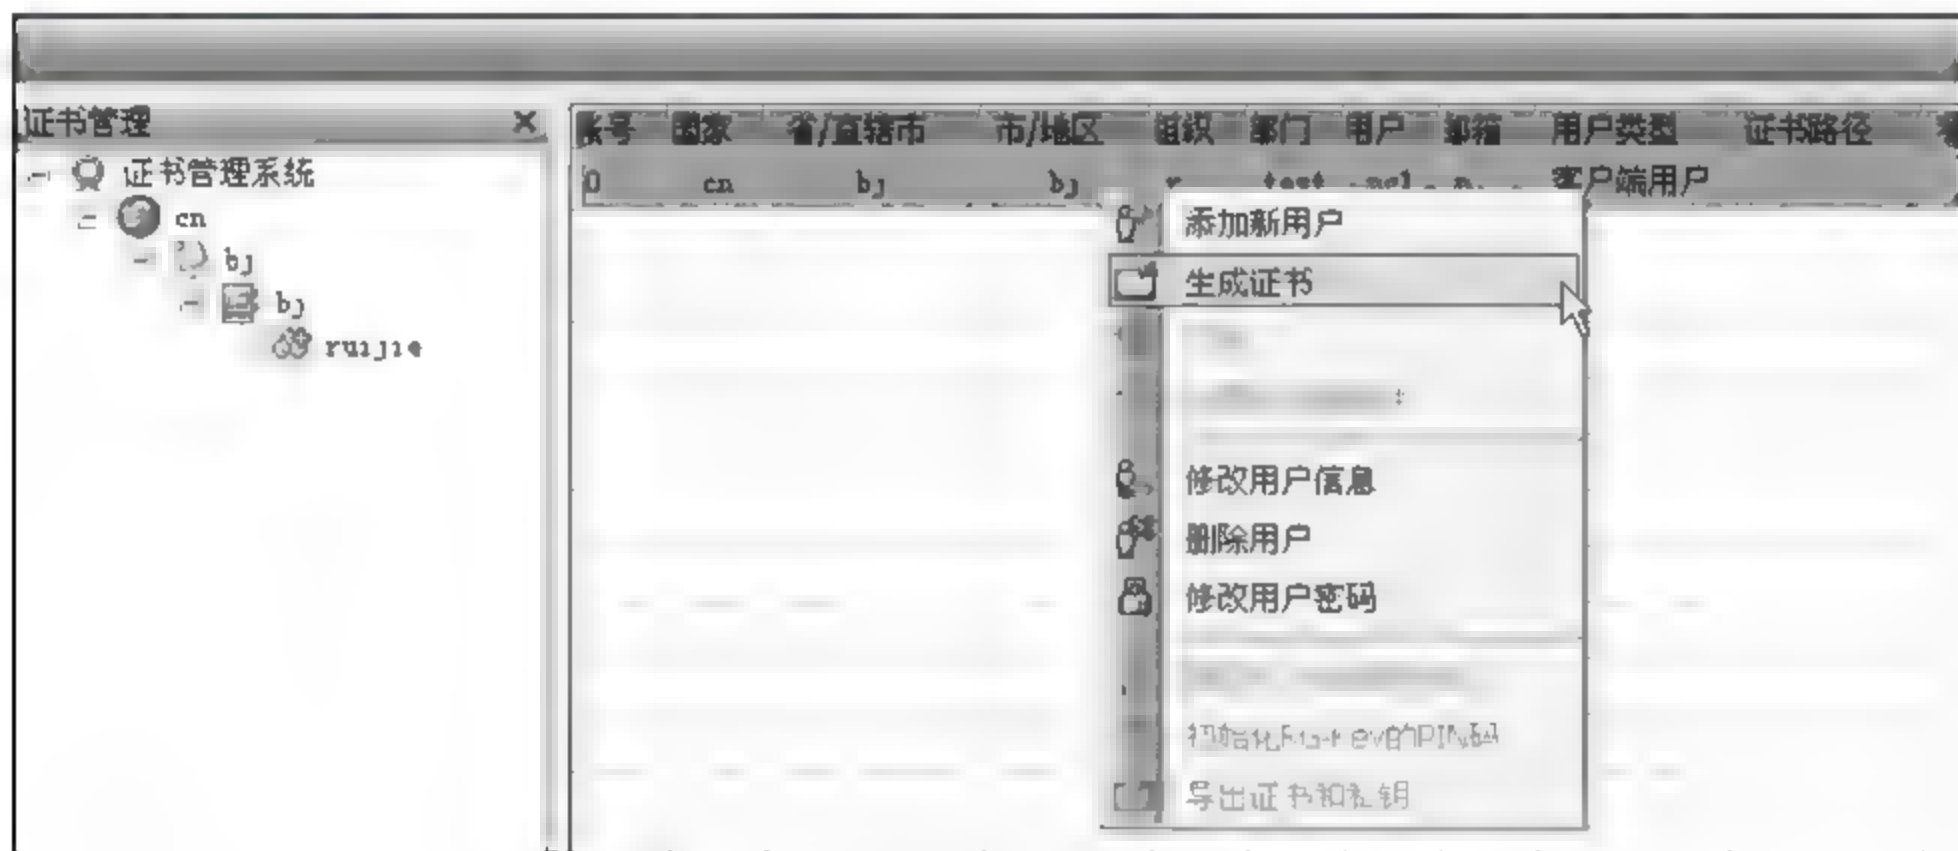 证书管理
证书管理系统
cn
bj
bj
ruijie
账号 国家 省/直辖市 市/地区 组织 部门 用户 邮箱 用户类型 证书路径
0 cn bj bj r test 客户端用户
添加新用户
生成证书
修改用户信息
删除用户
修改用户密码
导出证书和私钥